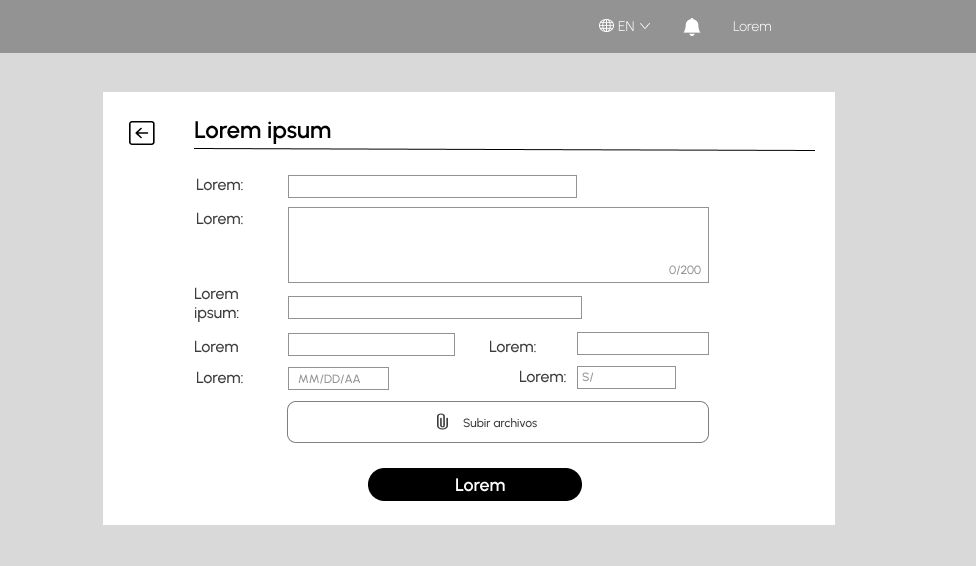 EN
Lorem
Lorem ipsum
Lorem:
Lorem:
0/200
Lorem
ipsum:
Lorem
Lorem:
Lorem:
MM/DD/AA
Lorem:
S/
Subir archivos
Lorem